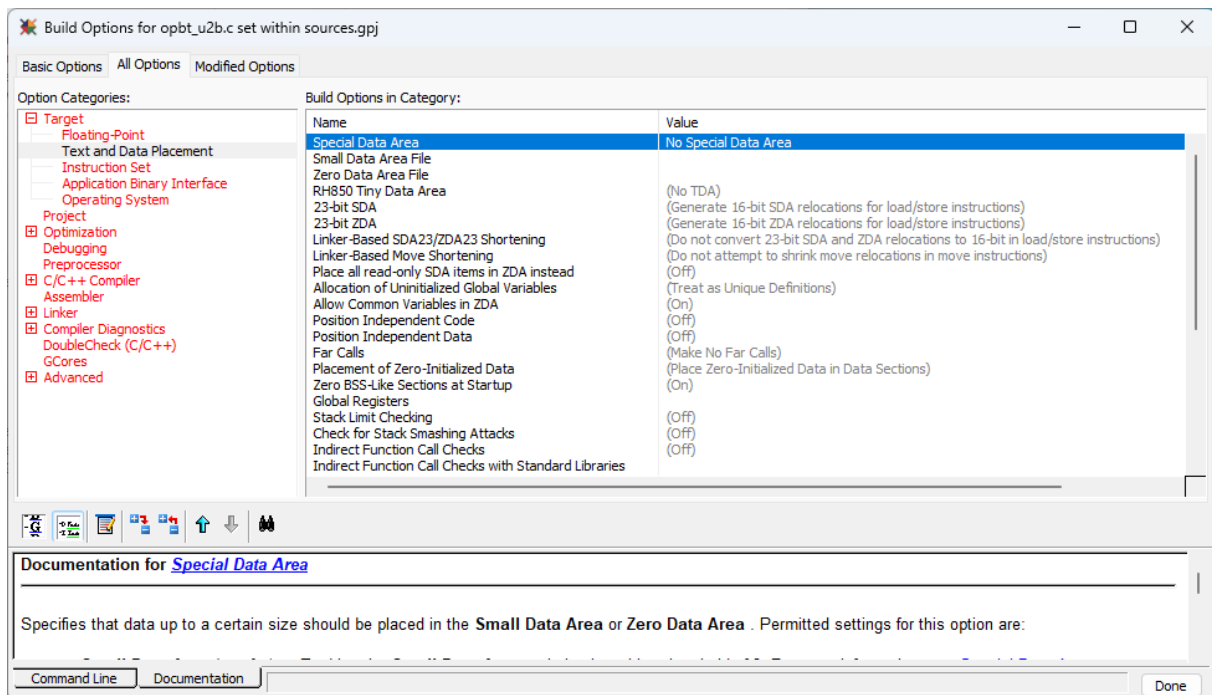 Build Options for opbt_u2b.c set within sources.gpj
Basic Options All Options Modified Options
Option Categories:
Target
Floating-Point
Text and Data Placement
Instruction Set
Application Binary Interface
Operating System
Project
Optimization
Debugging
Preprocessor
C/C++ Compiler
Assembler
Linker
Compiler Diagnostics
DoubleCheck (C/C++)
GCores
Advanced
Build Options in Category:
Name Value
Special Data Area No Special Data Area
Small Data Area File
Zero Data Area File
RH850 Tiny Data Area (No TDA)
23-bit SDA (Generate 16-bit SDA relocations for load/store instructions)
23-bit ZDA (Generate 16-bit ZDA relocations for load/store instructions)
Linker-Based SDA23/ZDA23 Shortening (Do not convert 23-bit SDA and ZDA relocations to 16-bit in load/store instructions)
Linker-Based Move Shortening (Do not attempt to shrink move relocations in move instructions)
Place all read-only SDA items in ZDA instead (Off)
Allocation of Uninitialized Global Variables (Treat as Unique Definitions)
Allow Common Variables in ZDA (On)
Position Independent Code (Off)
Position Independent Data (Off)
Far Calls (Make No Far Calls)
Placement of Zero-Initialized Data (Place Zero-Initialized Data in Data Sections)
Zero BSS-Like Sections at Startup (On)
Global Registers
Stack Limit Checking (Off)
Check for Stack Smashing Attacks (Off)
Indirect Function Call Checks (Off)
Indirect Function Call Checks with Standard Libraries
Documentation for Special Data Area
Specifies that data up to a certain size should be placed in the Small Data Area or Zero Data Area . Permitted settings for this option are:
Command Line Documentation Done